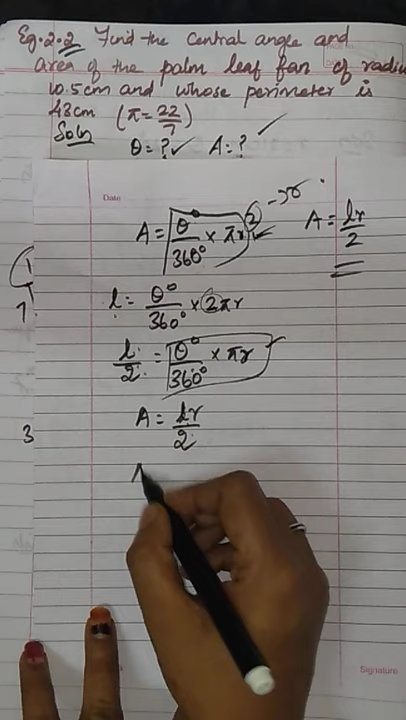 Eg.2.2 Find the central angle and
area of the palm leaf fan of radius
10.5cm and whose perimeter is
43cm (π=22/7)
Soln
θ=?✓ A=? ✓
Date
A = θ°/360° × πr² A = lr/2
l = θ°/360° × 2πr
l/2 = θ°/360° × πr
A = lr/2
3
Signature